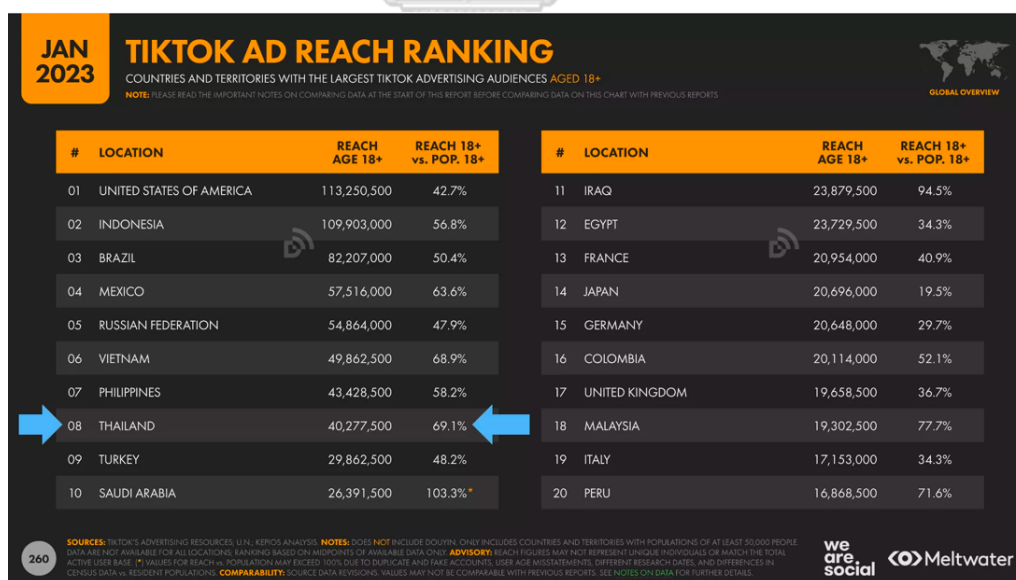 JAN
2023
TIKTOK AD REACH RANKING
COUNTRIES AND TERRITORIES WITH THE LARGEST TIKTOK ADVERTISING AUDIENCES AGED 18+
NOTE: PLEASE READ THE IMPORTANT NOTES ON COMPARING DATA AT THE START OF THIS REPORT BEFORE COMPARING DATA ON THIS CHART WITH PREVIOUS REPORTS
GLOBAL OVERVIEW
# LOCATION REACH AGE 18+ REACH 18+ vs. POP. 18+
01 UNITED STATES OF AMERICA 113,250,500 42.7%
02 INDONESIA 109,903,000 56.8%
03 BRAZIL 82,207,000 50.4%
04 MEXICO 57,516,000 63.6%
05 RUSSIAN FEDERATION 54,864,000 47.9%
06 VIETNAM 49,862,500 68.9%
07 PHILIPPINES 43,428,500 58.2%
08 THAILAND 40,277,500 69.1%
09 TURKEY 29,862,500 48.2%
10 SAUDI ARABIA 26,391,500 103.3%*
# LOCATION REACH AGE 18+ REACH 18+ vs. POP. 18+
11 IRAQ 23,879,500 94.5%
12 EGYPT 23,729,500 34.3%
13 FRANCE 20,954,000 40.9%
14 JAPAN 20,696,000 19.5%
15 GERMANY 20,648,000 29.7%
16 COLOMBIA 20,114,000 52.1%
17 UNITED KINGDOM 19,658,500 36.7%
18 MALAYSIA 19,302,500 77.7%
19 ITALY 17,153,000 34.3%
20 PERU 16,868,500 71.6%
260
SOURCES: TIKTOK'S ADVERTISING RESOURCES; U.N.; KEPIOS ANALYSIS. NOTES: DOES NOT INCLUDE DOUYIN. ONLY INCLUDES COUNTRIES AND TERRITORIES WITH POPULATIONS OF AT LEAST 50,000 PEOPLE.
DATA ARE NOT AVAILABLE FOR ALL LOCATIONS; RANKING BASED ON MIDPOINTS OF AVAILABLE DATA ONLY. ADVISORY: REACH FIGURES MAY NOT REPRESENT UNIQUE INDIVIDUALS OR MATCH THE TOTAL
ACTIVE USER BASE. (*) VALUES FOR REACH vs. POPULATION MAY EXCEED 100% DUE TO DUPLICATE AND FAKE ACCOUNTS, USER AGE MISSTATEMENTS, DIFFERENT RESEARCH DATES, AND DIFFERENCES IN
CENSUS DATA vs. RESIDENT POPULATIONS. COMPARABILITY: SOURCE DATA REVISIONS. VALUES MAY NOT BE COMPARABLE WITH PREVIOUS REPORTS. SEE NOTES ON DATA FOR FURTHER DETAILS.
we
are
social
Meltwater